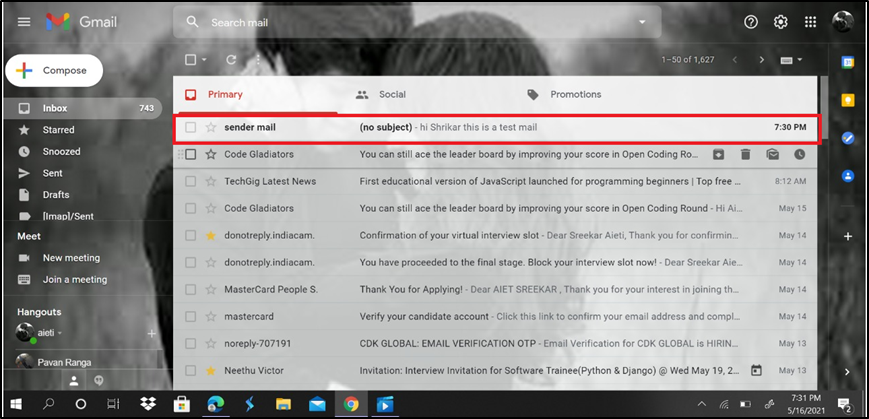 Gmail
Search mail
Compose
1–50 of 1,627
Inbox 743
Starred
Snoozed
Sent
Drafts
[Imap]/Sent
Meet
New meeting
Join a meeting
Hangouts
aieti
Pavan Ranga
Primary Social Promotions
sender mail (no subject) - hi Shrikar this is a test mail 7:30 PM
Code Gladiators You can still ace the leader board by improving your score in Open Coding Ro...
TechGig Latest News First educational version of JavaScript launched for programming beginners | Top free ... 8:12 AM
Code Gladiators You can still ace the leader board by improving your score in Open Coding Round - Hi Ai... May 15
donotreply.indiacam. Confirmation of your virtual interview slot - Dear Sreekar Aieti, Thank you for confirmin... May 14
donotreply.indiacam. You have proceeded to the final stage. Block your interview slot now! - Dear Sreekar Aie... May 14
MasterCard People S. Thank You for Applying! - Dear AIET SREEKAR , Thank you for your interest in joining th... May 14
mastercard Verify your candidate account - Click this link to confirm your email address and compl... May 14
noreply-707191 CDK GLOBAL: EMAIL VERIFICATION OTP - Email Verification for CDK GLOBAL is HIRIN... May 13
Neethu Victor Invitation: Interview Invitation for Software Trainee(Python & Django) @ Wed May 19, 2... May 13
7:31 PM
5/16/2021
2